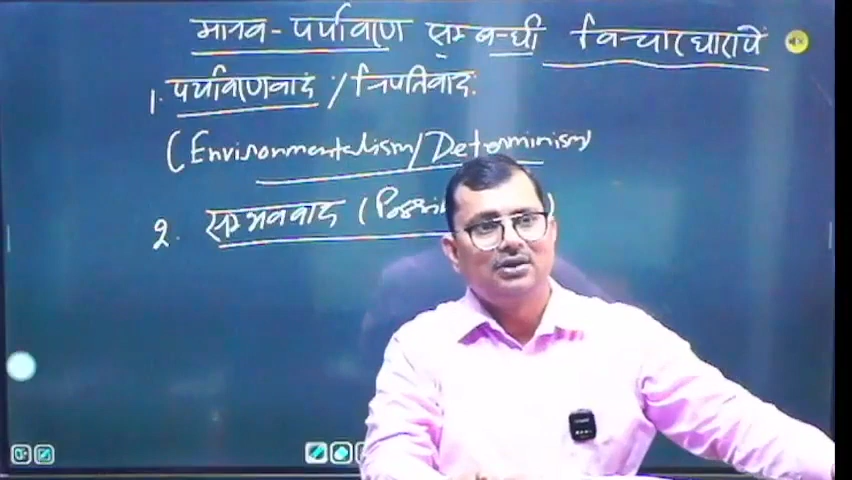 मानव-पर्यावरण सम्बन्धी विचारधारायें
1. पर्यावरणवाद / नियतिवाद
(Environmentalism/Determinism)
2. सम्भववाद (